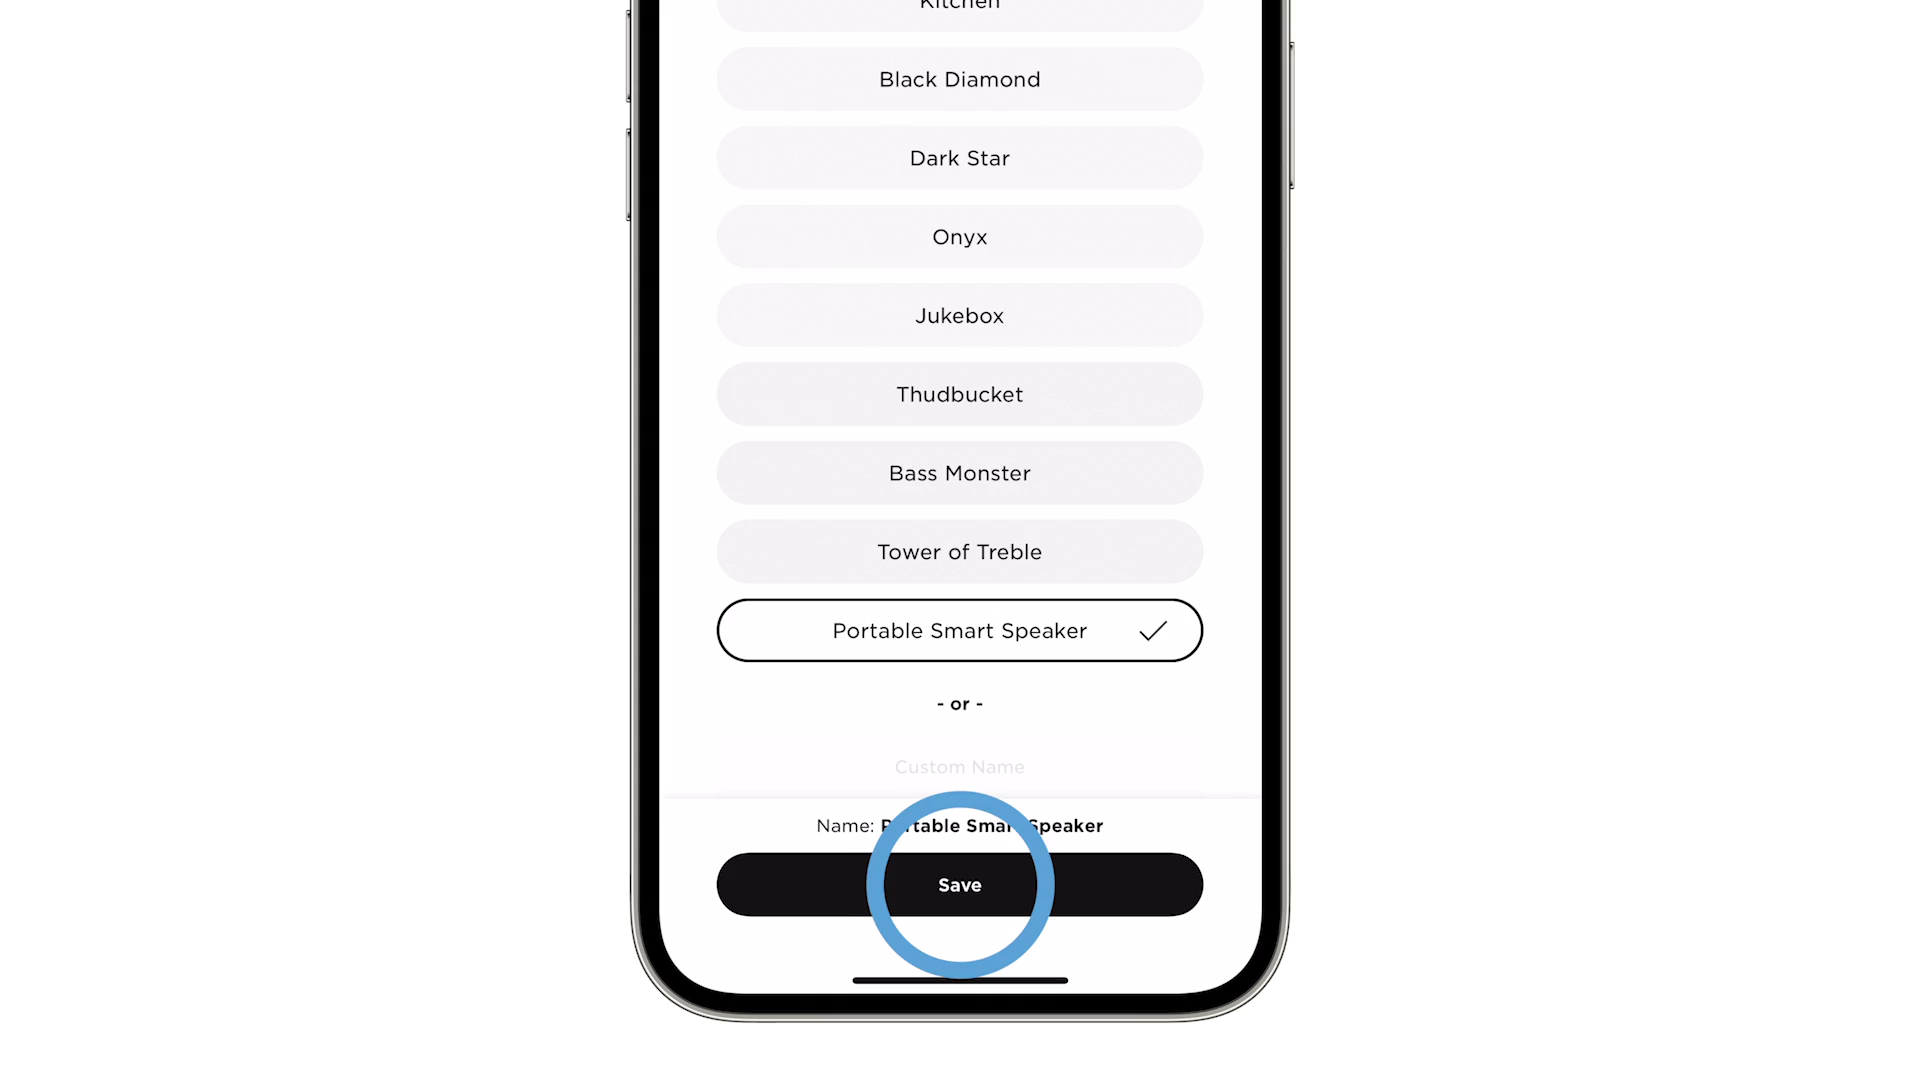 Kitchen
Black Diamond
Dark Star
Onyx
Jukebox
Thudbucket
Bass Monster
Tower of Treble
Portable Smart Speaker
- or -
Custom Name
Name: Portable Smart Speaker
Save